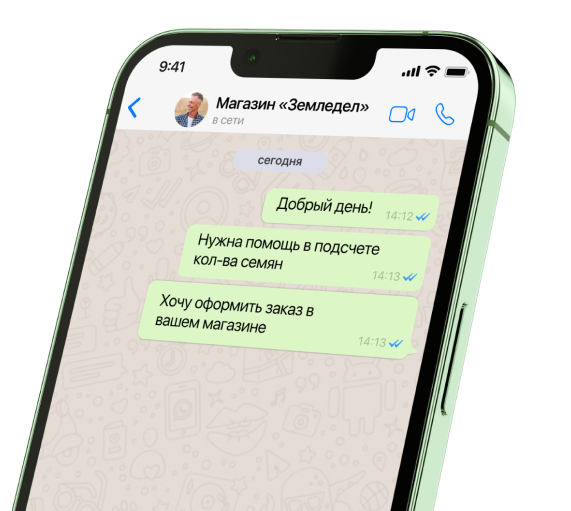 9:41
Магазин «Земледел»
в сети
сегодня
Добрый день!
14:12
Нужна помощь в подсчете
кол-ва семян
14:13
Хочу оформить заказ в
вашем магазине
14:13